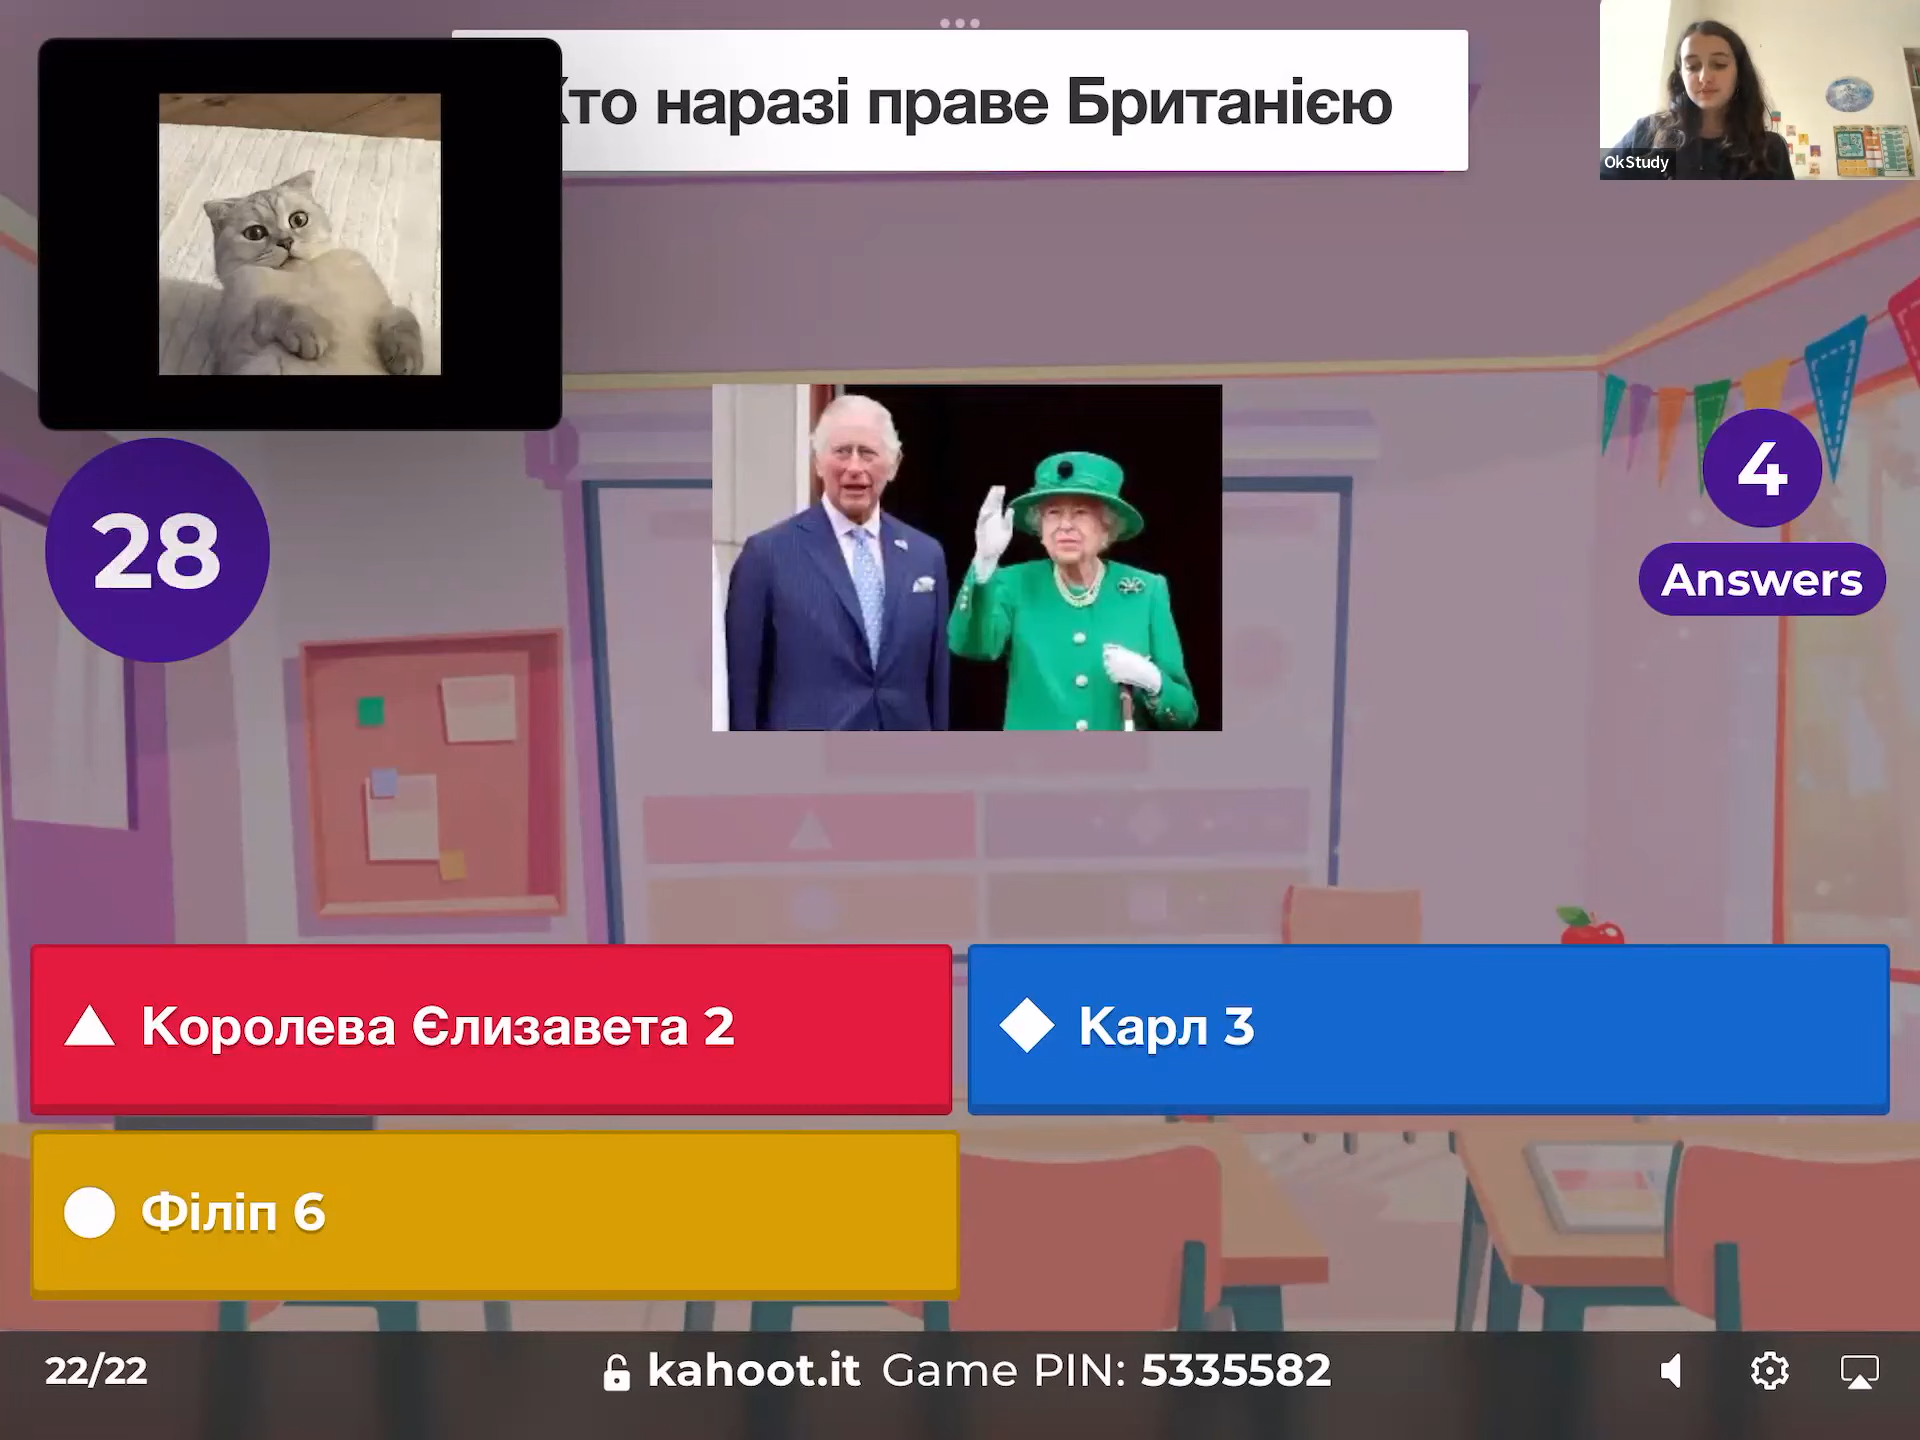 наразі праве Британією
OkStudy
28
4
Answers
Королева Єлизавета 2
Карл 3
Філіп 6
22/22
kahoot.it Game PIN: 5335582